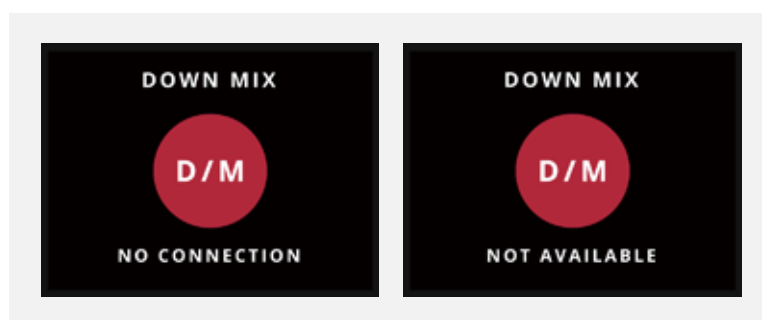 DOWN MIX
D/M
NO CONNECTION
DOWN MIX
D/M
NOT AVAILABLE